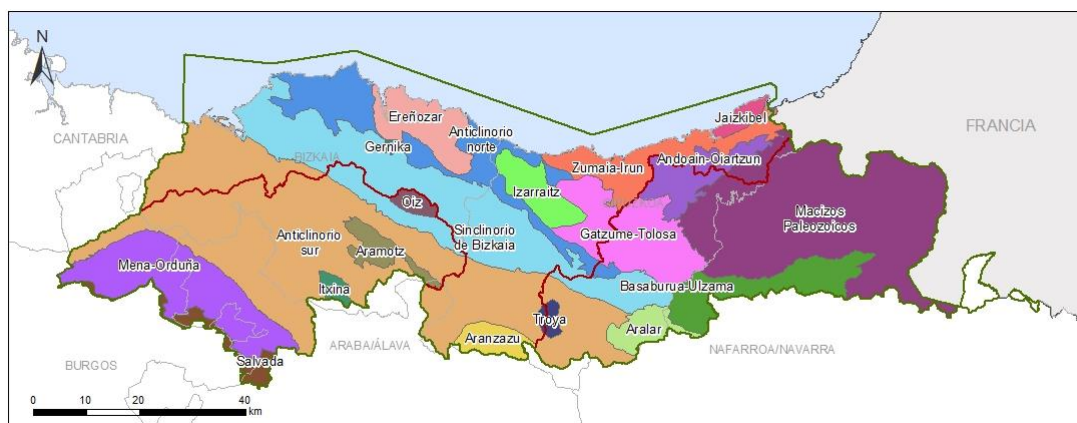 N
CANTABRIA
BIZKAIA
Ereñozar
Gernika
Anticlinorio
norte
Jaizkibel
FRANCIA
Zumaia-Irun
Andoain-Oiartzun
Izarraitz
Oiz
Sinclinorio
de Bizkaia
Gatzume-Tolosa
Macizos
Paleozoicos
Anticlinorio
sur
Aramotz
Mena-Orduña
Itxina
Basaburua-Ulzama
Troya
Aralar
Aranzazu
ARABA/ÁLAVA
NAFARROA/NAVARRA
BURGOS
Salvada
0 10 20 40
km